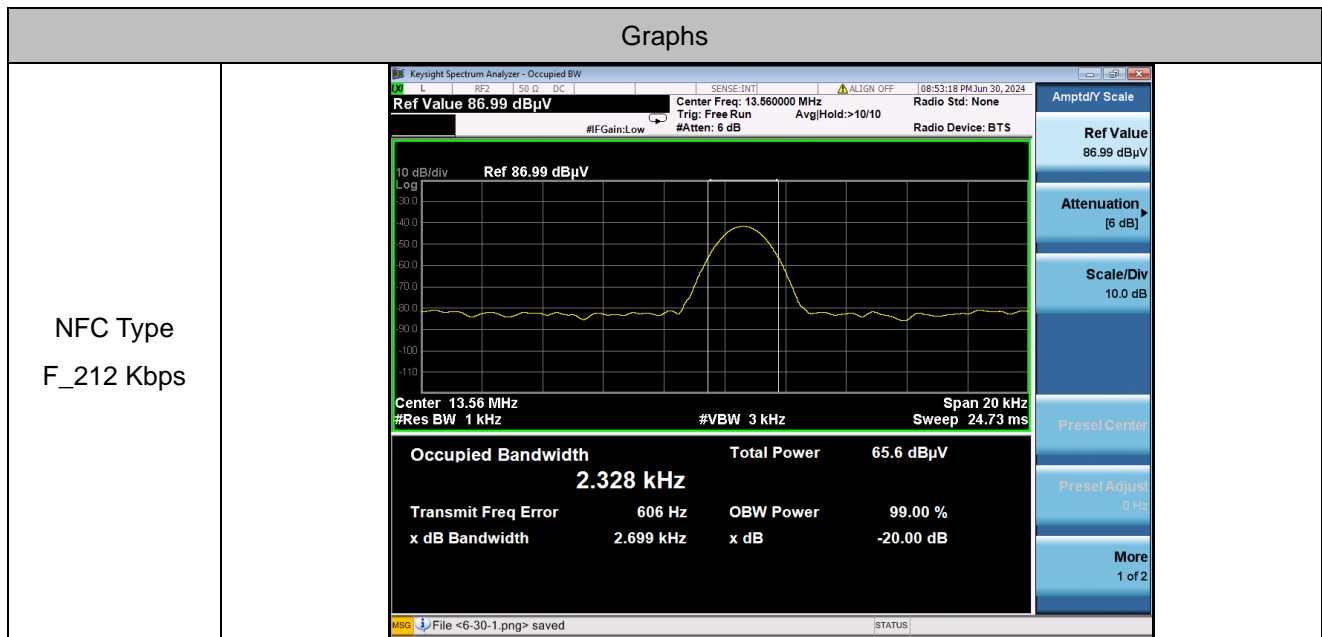 Graphs
NFC Type
F_212 Kbps
Keysight Spectrum Analyzer - Occupied BW
LXI L RF2 50 Ω DC SENSE:INT ALIGN OFF 08:53:18 PM Jun 30, 2024
Ref Value 86.99 dBµV Center Freq: 13.560000 MHz Radio Std: None
Trig: Free Run Avg|Hold:>10/10
#IFGain:Low #Atten: 6 dB Radio Device: BTS
10 dB/div Ref 86.99 dBµV
Log
-30.0
-40.0
-50.0
-60.0
-70.0
-80.0
-90.0
-100
-110
Center 13.56 MHz Span 20 kHz
#Res BW 1 kHz #VBW 3 kHz Sweep 24.73 ms
Occupied Bandwidth Total Power 65.6 dBµV
2.328 kHz
Transmit Freq Error 606 Hz OBW Power 99.00 %
x dB Bandwidth 2.699 kHz x dB -20.00 dB
MSG File <6-30-1.png> saved STATUS
Amptd/Y Scale
Ref Value
86.99 dBµV
Attenuation
[6 dB]
Scale/Div
10.0 dB
Presel Center
Presel Adjust
0 Hz
More
1 of 2